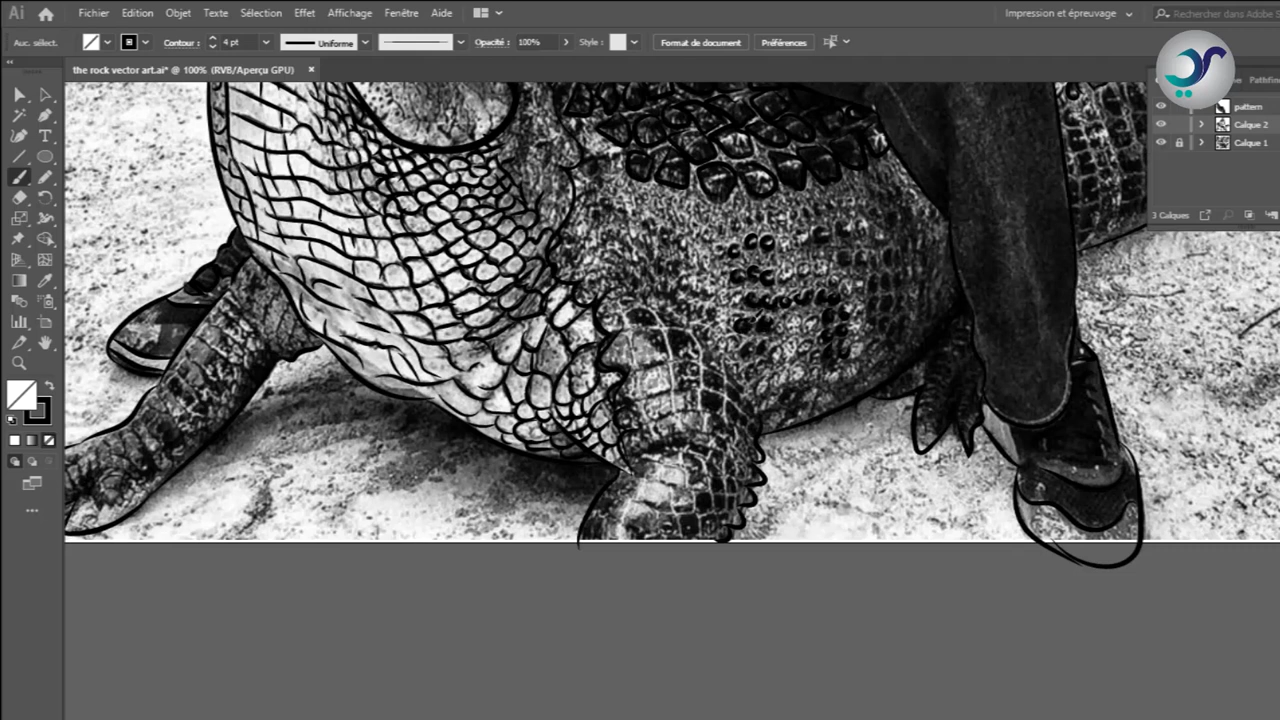 Ai Fichier Edition Objet Texte Sélection Effet Affichage Fenêtre Aide Impression et épreuvage Rechercher dans Adobe S
Auc. sélect. Contour : 4 pt Uniforme Opacité : 100% Style : Format de document Préférences
the rock vector art.ai* @ 100% (RVB/Aperçu GPU) ×
Pathfin
pattern
Calque 2
Calque 1
3 Calques